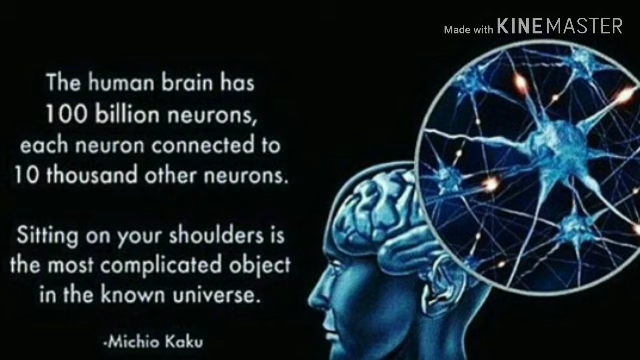 Made with KINEMASTER
The human brain has
100 billion neurons,
each neuron connected to
10 thousand other neurons.
Sitting on your shoulders is
the most complicated object
in the known universe.
-Michio Kaku